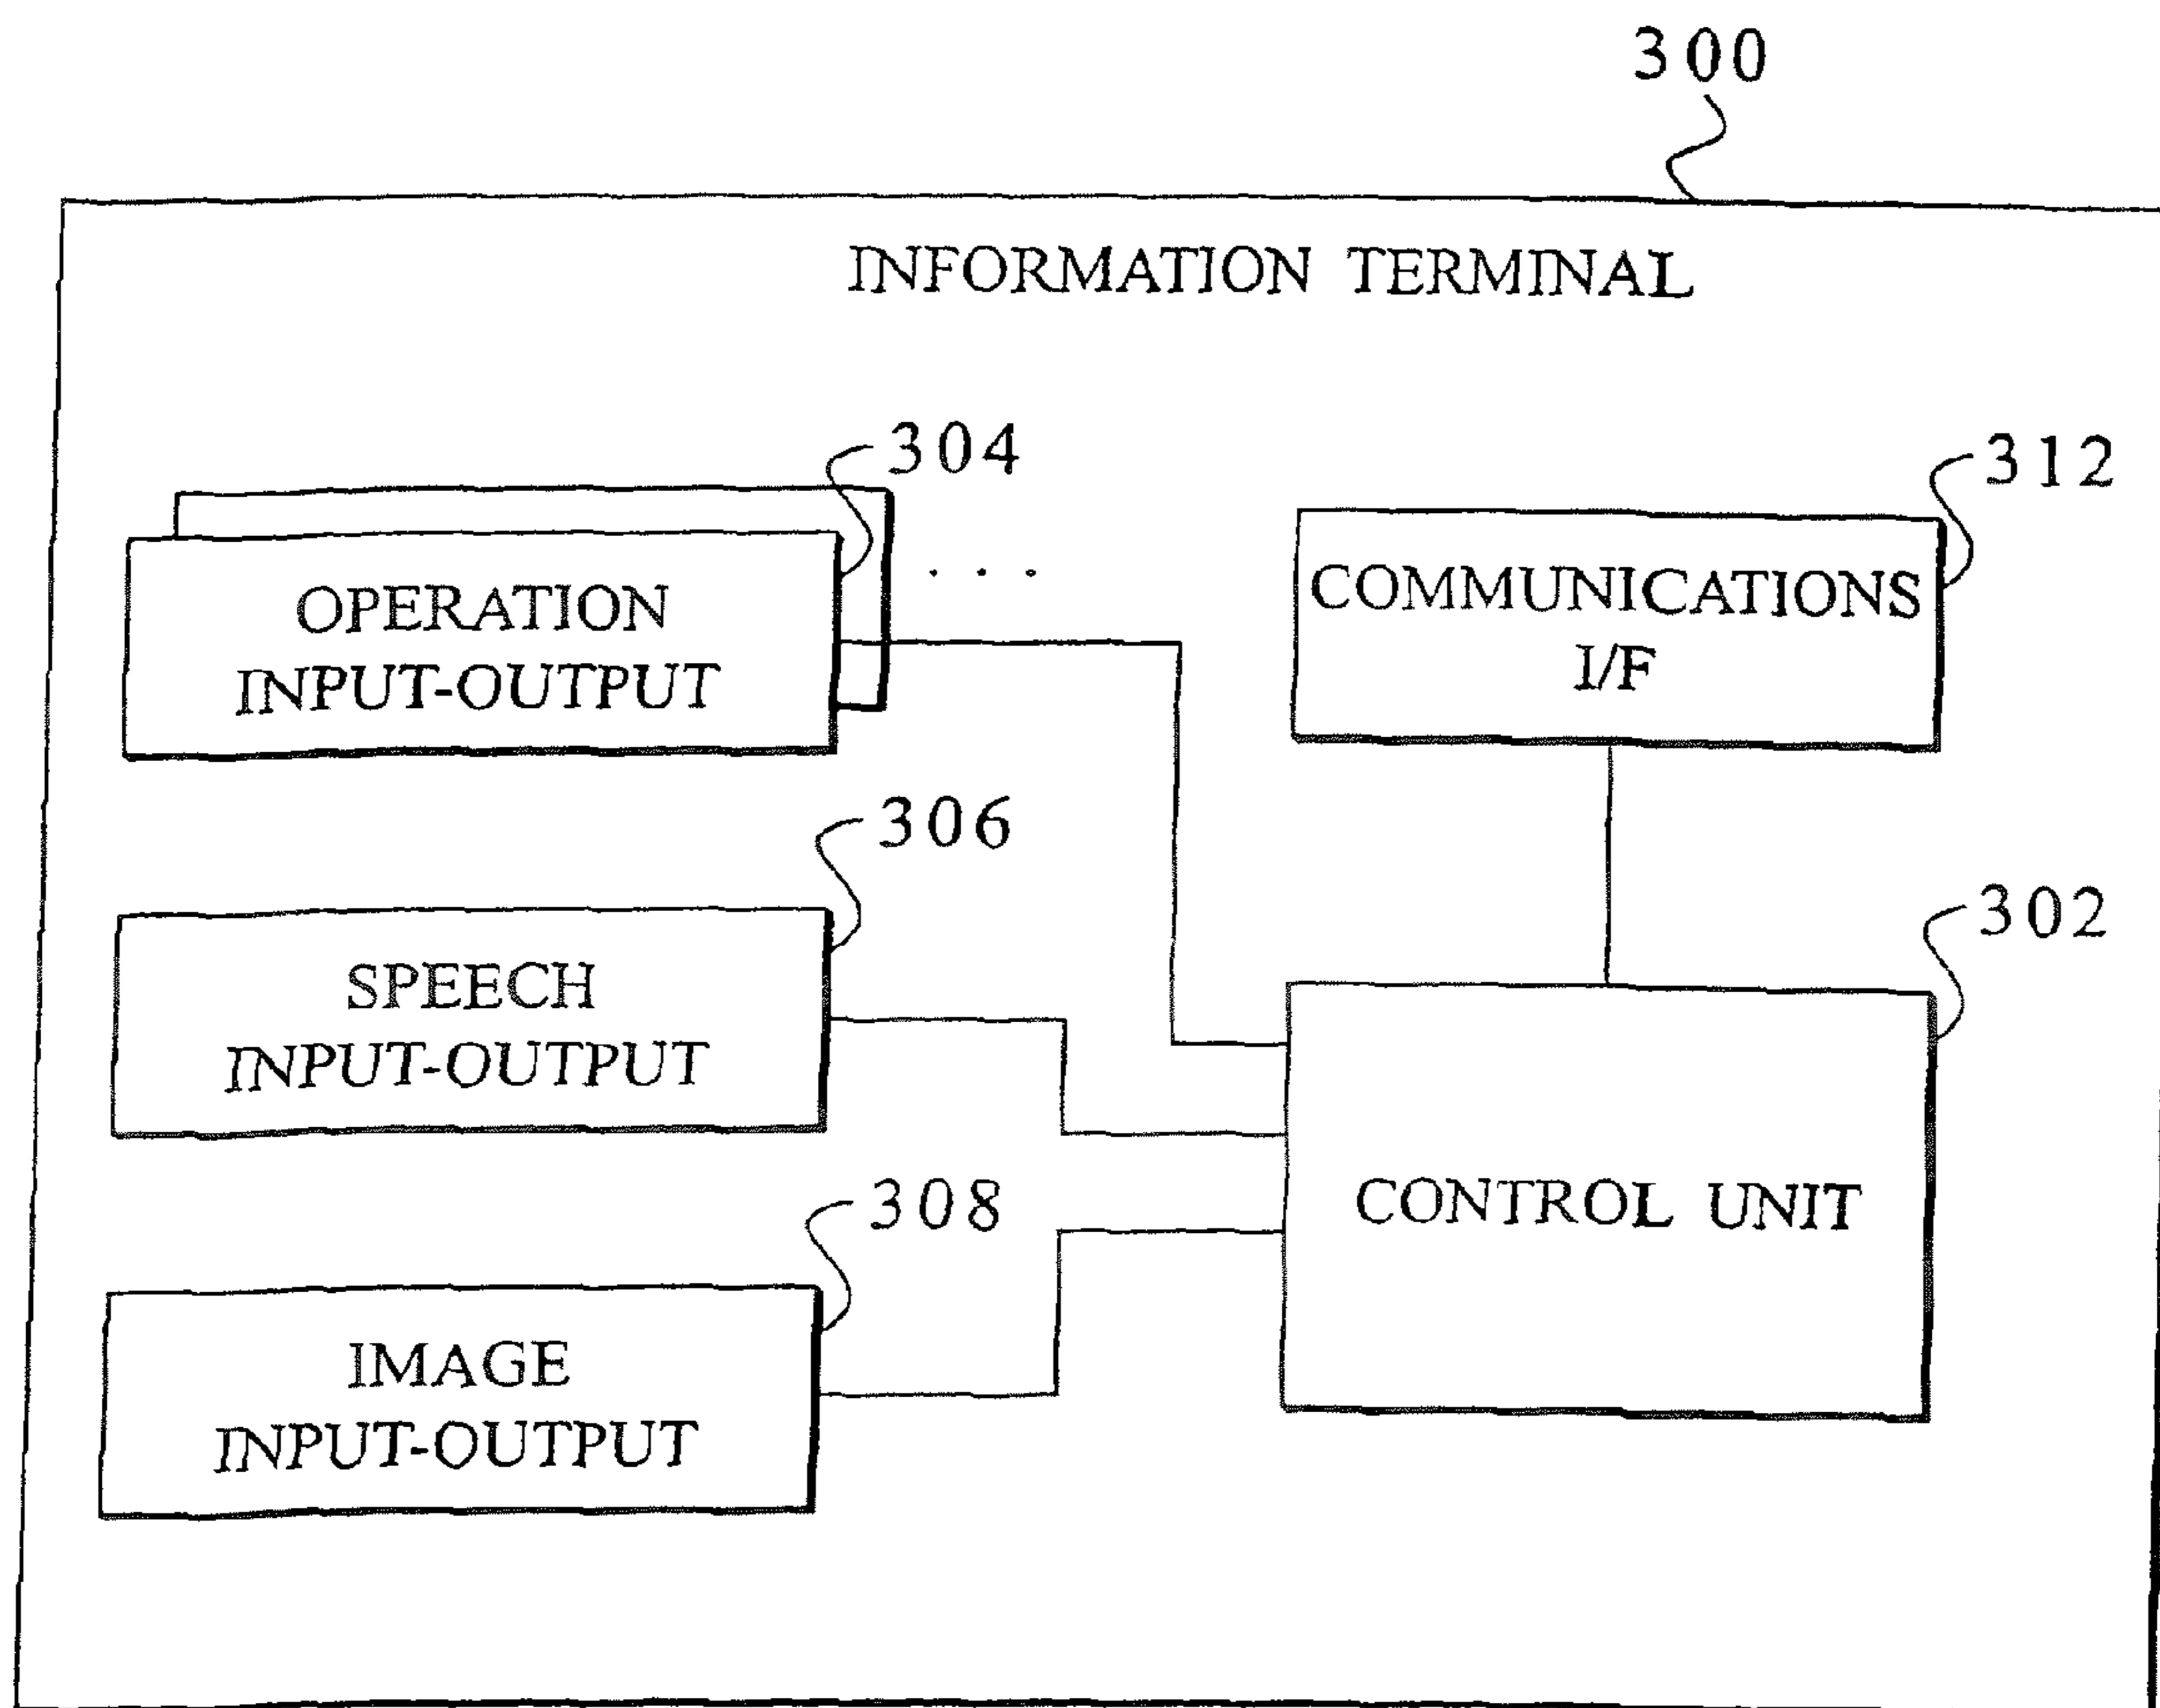 300
INFORMATION TERMINAL
304
OPERATION
INPUT-OUTPUT
. . .
312
COMMUNICATIONS
I/F
306
SPEECH
INPUT-OUTPUT
302
CONTROL UNIT
308
IMAGE
INPUT-OUTPUT